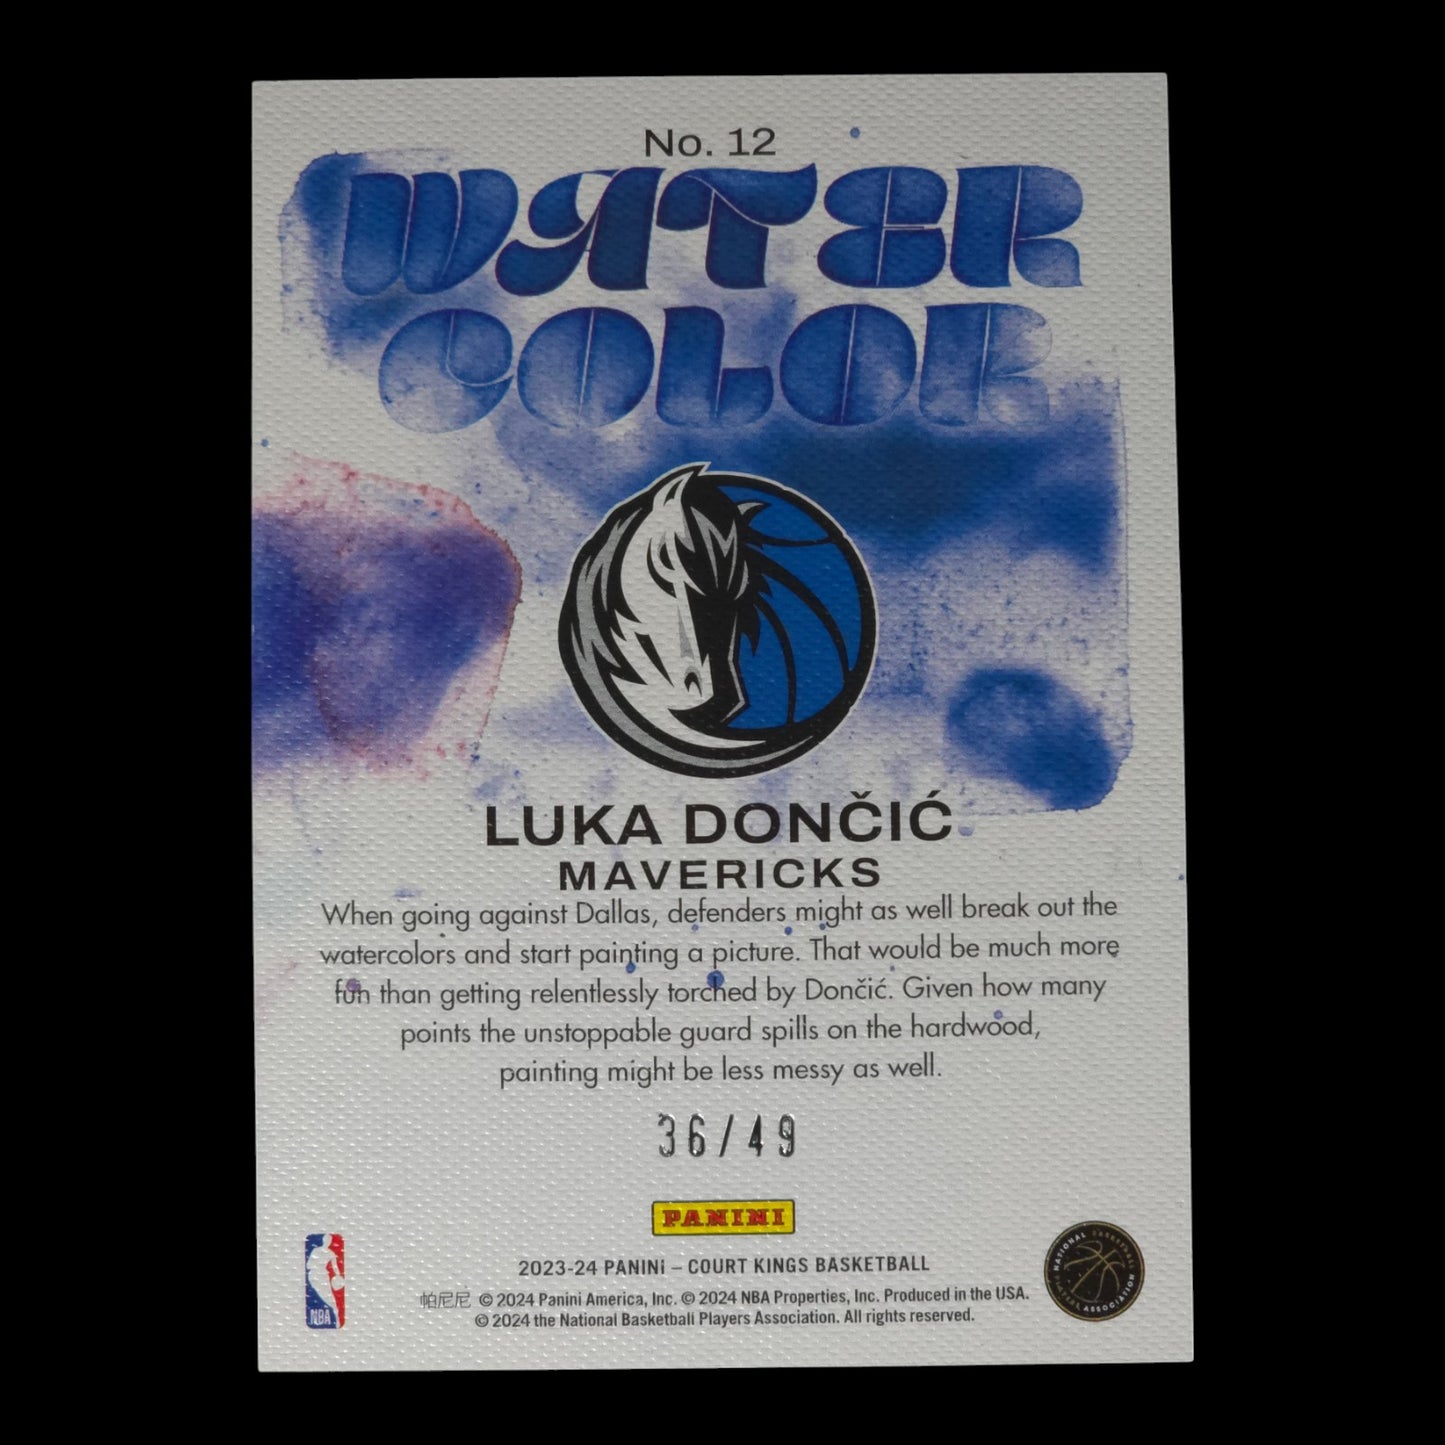 No. 12
WATER
COLOR
LUKA DONČIĆ
MAVERICKS
When going against Dallas, defenders might as well break out the
watercolors and start painting a picture. That would be much more
fun than getting relentlessly torched by Dončić. Given how many
points the unstoppable guard spills on the hardwood,
painting might be less messy as well.
36/49
PANINI
2023-24 PANINI – COURT KINGS BASKETBALL
帕尼尼 © 2024 Panini America, Inc. © 2024 NBA Properties, Inc. Produced in the USA.
© 2024 the National Basketball Players Association. All rights reserved.
NBA
NATIONAL BASKETBALL PLAYERS ASSOCIATION